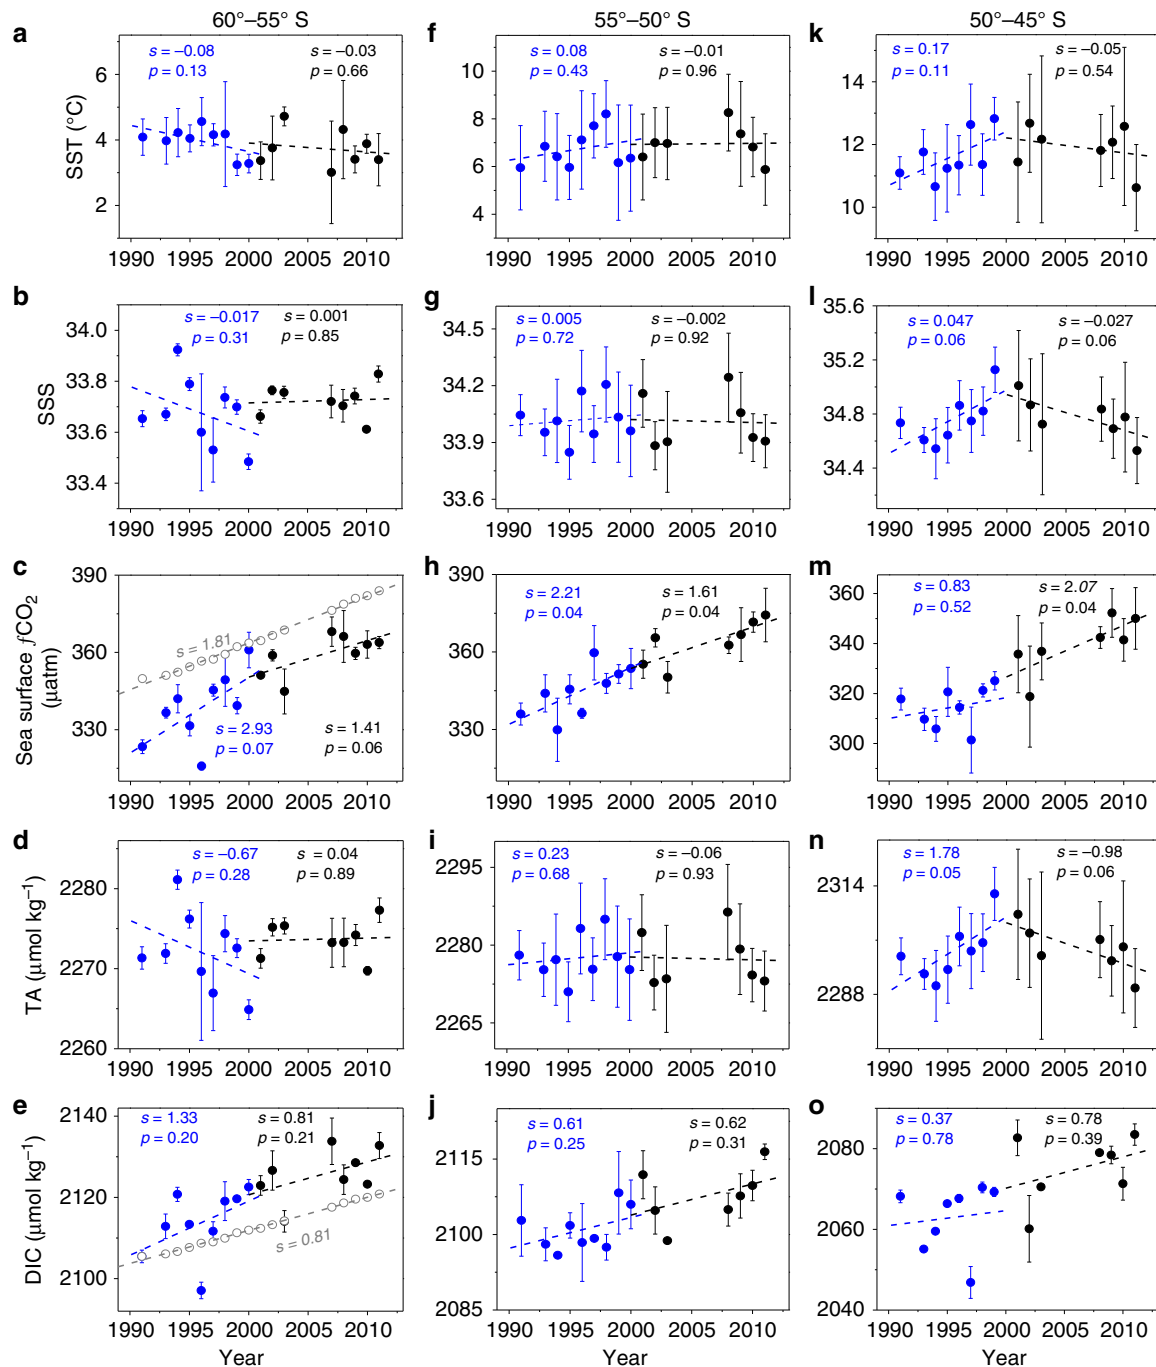 60°–55° S
55°–50° S
50°–45° S
a
s = –0.08
p = 0.13
s = –0.03
p = 0.66
SST (°C)
6
4
2
1990 1995 2000 2005 2010
f
s = 0.08
p = 0.43
s = –0.01
p = 0.96
10
8
6
4
1990 1995 2000 2005 2010
k
s = 0.17
p = 0.11
s = –0.05
p = 0.54
14
12
10
1990 1995 2000 2005 2010
b
s = –0.017
p = 0.31
s = 0.001
p = 0.85
SSS
34.0
33.8
33.6
33.4
1990 1995 2000 2005 2010
g
s = 0.005
p = 0.72
s = –0.002
p = 0.92
34.5
34.2
33.9
33.6
1990 1995 2000 2005 2010
l
s = 0.047
p = 0.06
s = –0.027
p = 0.06
35.6
35.2
34.8
34.4
1990 1995 2000 2005 2010
c
Sea surface fCO2
(µatm)
390
360
330
s = 1.81
s = 2.93
p = 0.07
s = 1.41
p = 0.06
1990 1995 2000 2005 2010
h
s = 2.21
p = 0.04
s = 1.61
p = 0.04
390
360
330
1990 1995 2000 2005 2010
m
s = 0.83
p = 0.52
s = 2.07
p = 0.04
360
340
320
300
1990 1995 2000 2005 2010
d
s = –0.67
p = 0.28
s = 0.04
p = 0.89
TA (µmol kg–1)
2280
2270
2260
1990 1995 2000 2005 2010
i
s = 0.23
p = 0.68
s = –0.06
p = 0.93
2295
2280
2265
1990 1995 2000 2005 2010
n
s = 1.78
p = 0.05
s = –0.98
p = 0.06
2314
2288
1990 1995 2000 2005 2010
e
s = 1.33
p = 0.20
s = 0.81
p = 0.21
DIC (µmol kg–1)
2140
2120
2100
s = 0.81
1990 1995 2000 2005 2010
Year
j
s = 0.61
p = 0.25
s = 0.62
p = 0.31
2115
2100
2085
1990 1995 2000 2005 2010
Year
o
s = 0.37
p = 0.78
s = 0.78
p = 0.39
2080
2060
2040
1990 1995 2000 2005 2010
Year